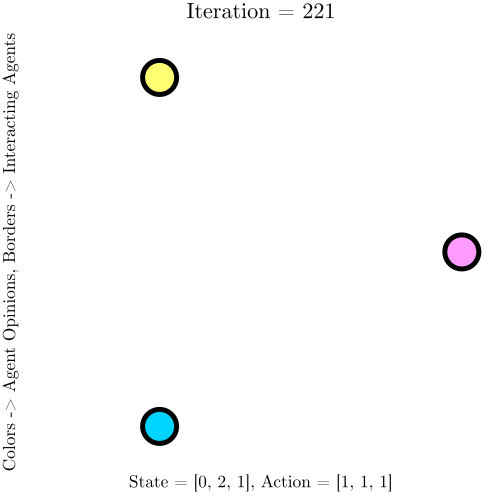 Iteration = 221
Colors -> Agent Opinions, Borders -> Interacting Agents
State = [0, 2, 1], Action = [1, 1, 1]